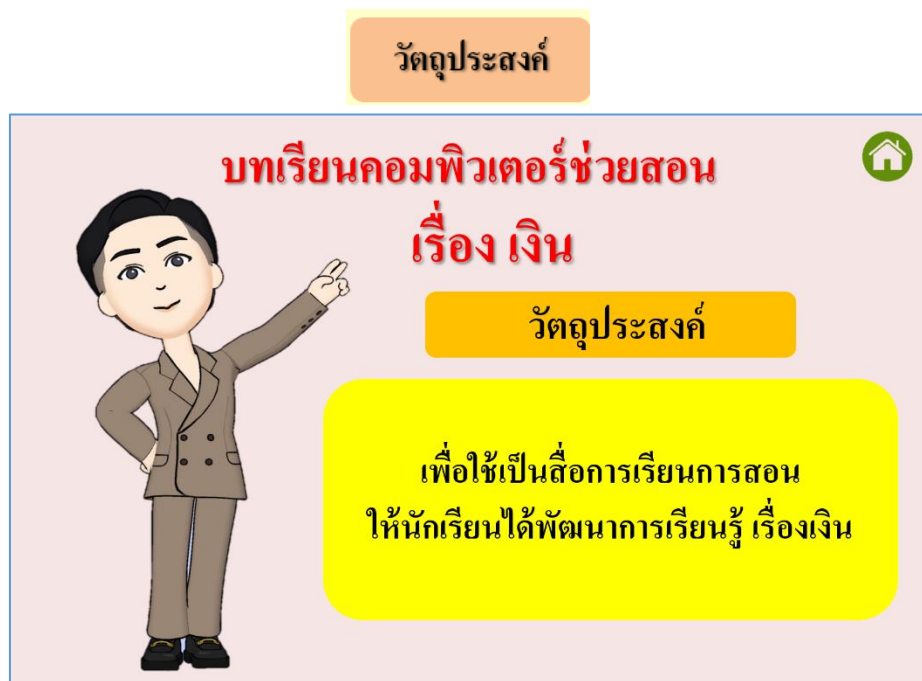 วัตถุประสงค์
บทเรียนคอมพิวเตอร์ช่วยสอน
เรื่อง เงิน
วัตถุประสงค์
เพื่อใช้เป็นสื่อการเรียนการสอน
ให้นักเรียนได้พัฒนาการเรียนรู้ เรื่องเงิน